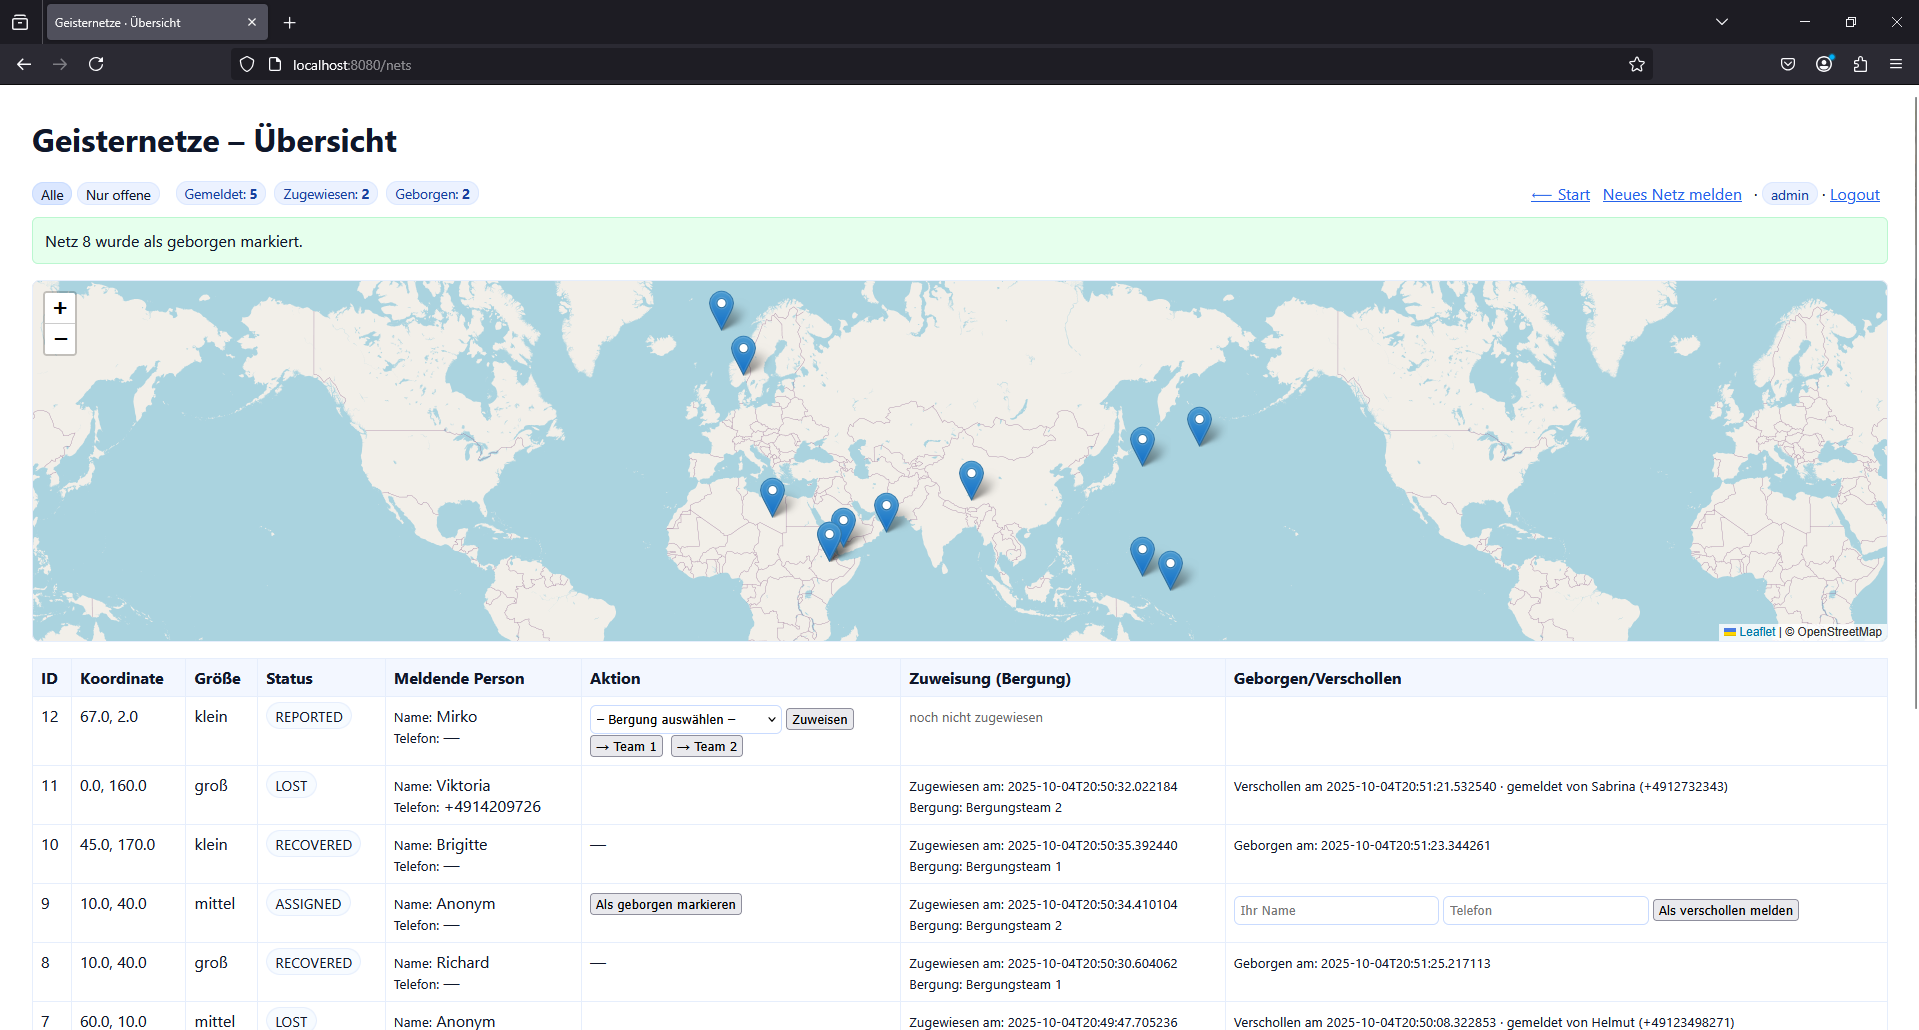 Geisternetze · Übersicht
localhost:8080/nets
Geisternetze – Übersicht
Alle Nur offene Gemeldet: 5 Zugewiesen: 2 Geborgen: 2 ⟵ Start Neues Netz melden · admin · Logout
Netz 8 wurde als geborgen markiert.
+
−
Leaflet | © OpenStreetMap
ID Koordinate Größe Status Meldende Person Aktion Zuweisung (Bergung) Geborgen/Verschollen
12 67.0, 2.0 klein REPORTED Name: Mirko – Bergung auswählen – Zuweisen noch nicht zugewiesen
Telefon: — → Team 1 → Team 2
11 0.0, 160.0 groß LOST Name: Viktoria Zugewiesen am: 2025-10-04T20:50:32.022184 Verschollen am 2025-10-04T20:51:21.532540 · gemeldet von Sabrina (+4912732343)
Telefon: +4914209726 Bergung: Bergungsteam 2
10 45.0, 170.0 klein RECOVERED Name: Brigitte — Zugewiesen am: 2025-10-04T20:50:35.392440 Geborgen am: 2025-10-04T20:51:23.344261
Telefon: — Bergung: Bergungsteam 1
9 10.0, 40.0 mittel ASSIGNED Name: Anonym Als geborgen markieren Zugewiesen am: 2025-10-04T20:50:34.410104 Ihr Name Telefon Als verschollen melden
Telefon: — Bergung: Bergungsteam 2
8 10.0, 40.0 groß RECOVERED Name: Richard — Zugewiesen am: 2025-10-04T20:50:30.604062 Geborgen am: 2025-10-04T20:51:25.217113
Telefon: — Bergung: Bergungsteam 1
7 60.0, 10.0 mittel LOST Name: Anonym Zugewiesen am: 2025-10-04T20:49:47.705236 Verschollen am 2025-10-04T20:50:08.322853 · gemeldet von Helmut (+49123498271)